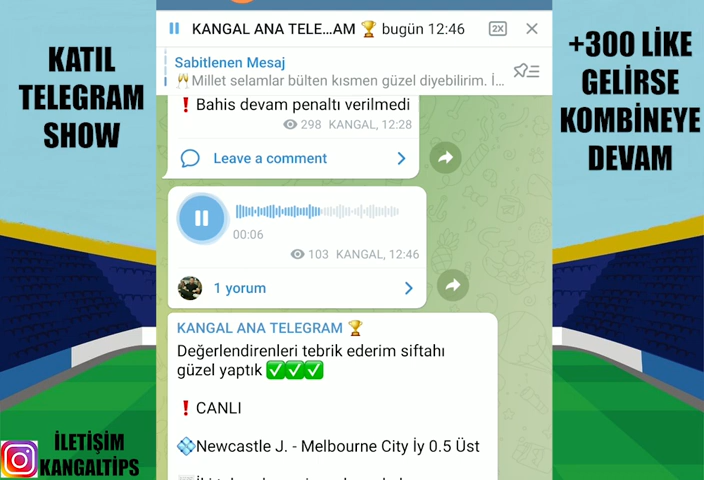 KATIL
TELEGRAM
SHOW
KANGAL ANA TELE...AM 🏆 bugün 12:46
2X
Sabitlenen Mesaj
🥂Millet selamlar bülten kısmen güzel diyebilirim. İ...
❗Bahis devam penaltı verilmedi
298 KANGAL, 12:28
Leave a comment
00:06
103 KANGAL, 12:46
1 yorum
KANGAL ANA TELEGRAM 🏆
Değerlendirenleri tebrik ederim siftahı
güzel yaptık ✅✅✅
❗CANLI
💠Newcastle J. - Melbourne City İy 0.5 Üst
+300 LİKE
GELİRSE
KOMBİNEYE
DEVAM
İLETİŞİM
KANGALTİPS